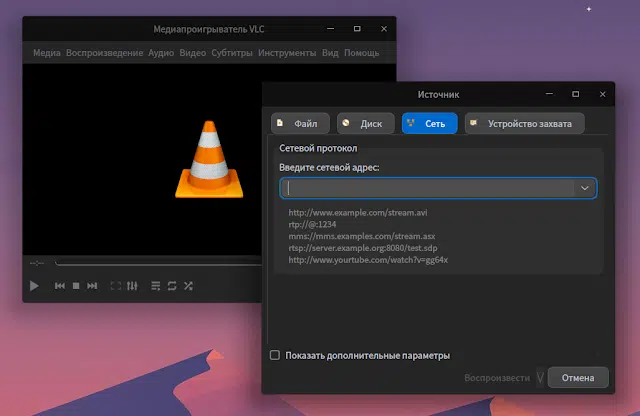 Медиапроигрыватель VLC
Медиа Воспроизведение Аудио Видео Субтитры Инструменты Вид Помощь
Источник
Файл Диск Сеть Устройство захвата
Сетевой протокол
Введите сетевой адрес:
http://www.example.com/stream.avi
rtp://@:1234
mms://mms.examples.com/stream.asx
rtsp://server.example.org:8080/test.sdp
http://www.yourtube.com/watch?v=gg64x
--:--
Показать дополнительные параметры
Воспроизвести Отмена